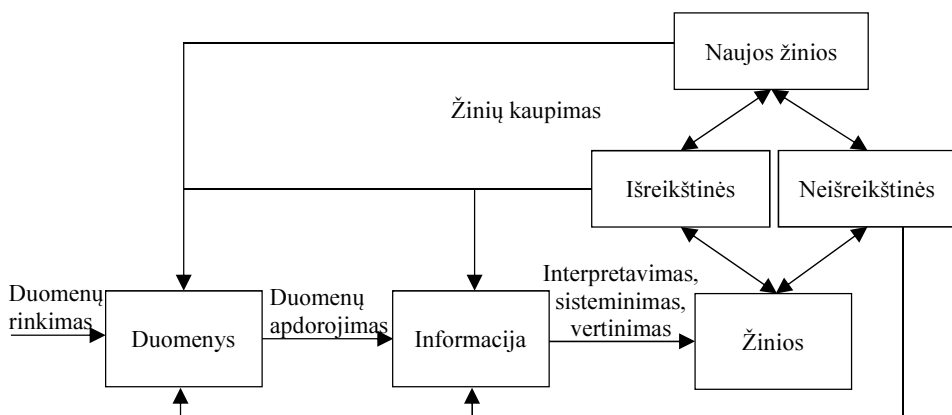 Naujos žinios
Žinių kaupimas
Išreikštinės
Neišreikštinės
Duomenų
rinkimas
Duomenys
Duomenų
apdorojimas
Informacija
Interpretavimas,
sisteminimas,
vertinimas
Žinios